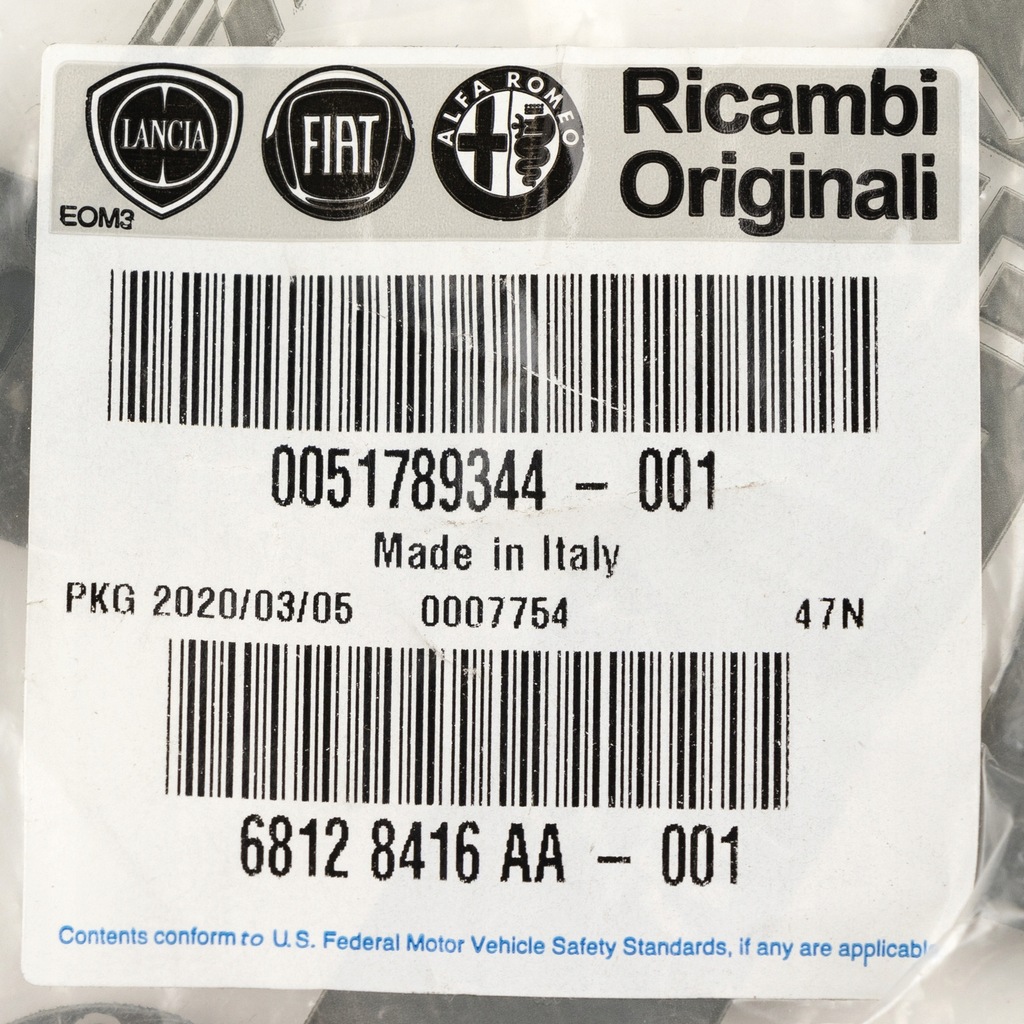 LANCIA
FIAT
ALFA ROMEO
Ricambi
Originali
EOM3
0051789344 - 001
Made in Italy
PKG 2020/03/05 0007754 47N
6812 8416 AA - 001
Contents conform to U.S. Federal Motor Vehicle Safety Standards, if any are applicabl